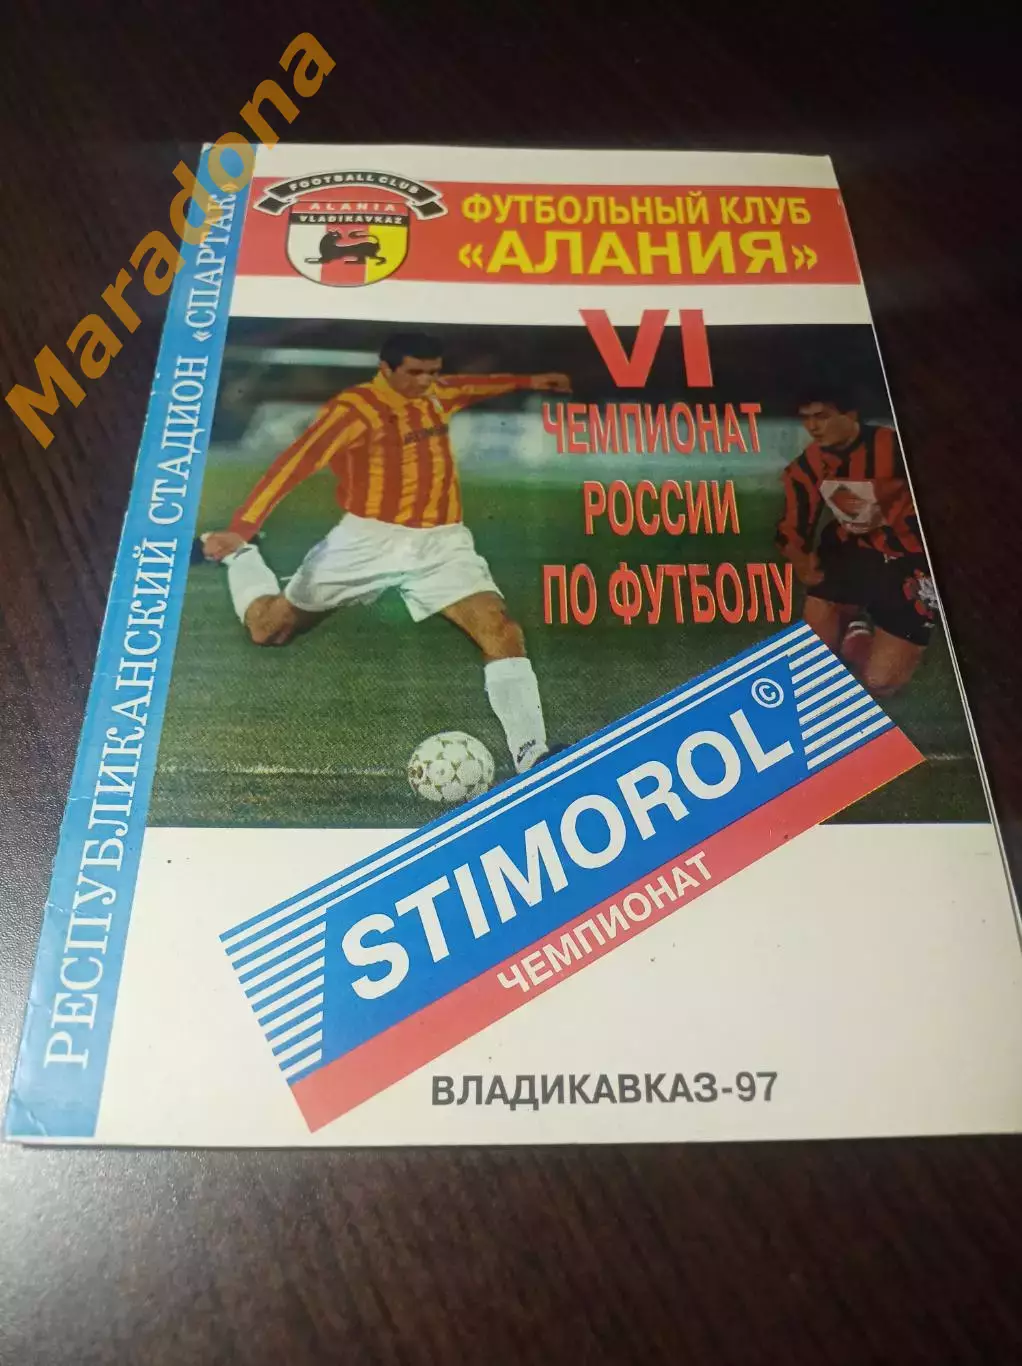 Maradona
РЕСПУБЛИКАНСКИЙ СТАДИОН «СПАРТАК»
FOOTBALL CLUB
ALANIA
VLADIKAVKAZ
ФУТБОЛЬНЫЙ КЛУБ
«АЛАНИЯ»
VI
ЧЕМПИОНАТ
РОССИИ
ПО ФУТБОЛУ
STIMOROL©
ЧЕМПИОНАТ
ВЛАДИКАВКАЗ-97